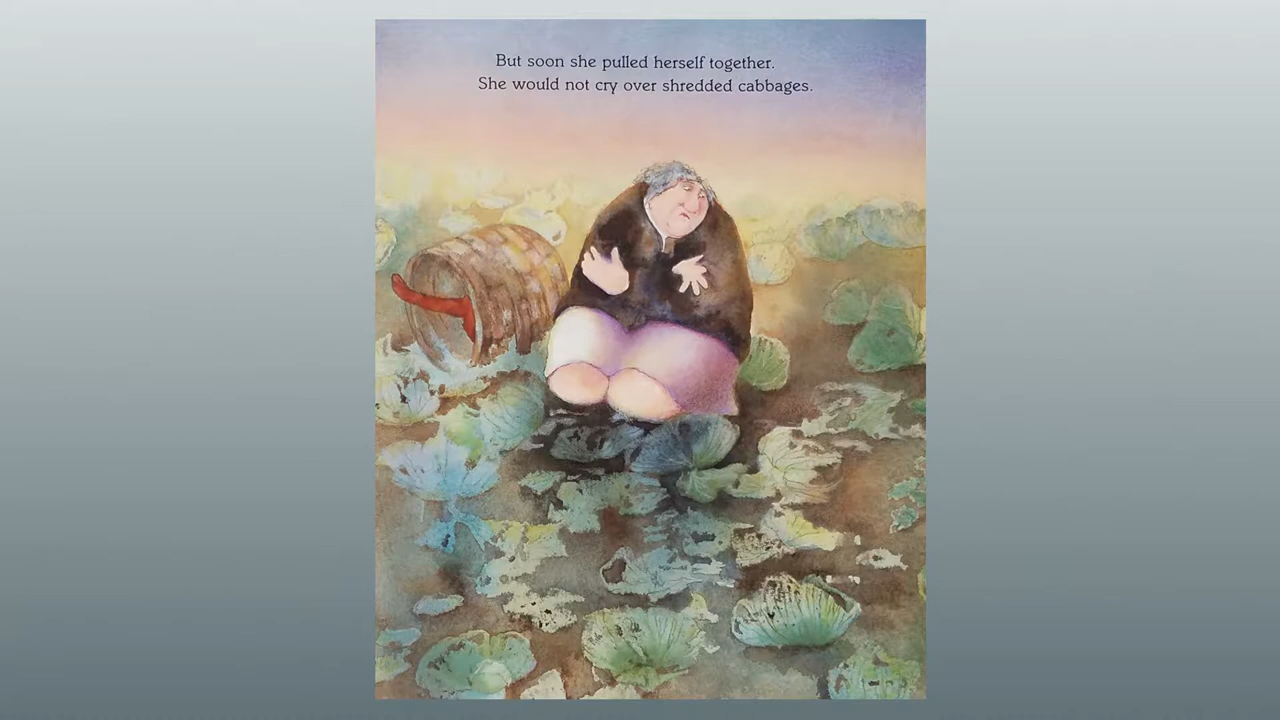 But soon she pulled herself together.
She would not cry over shredded cabbages.